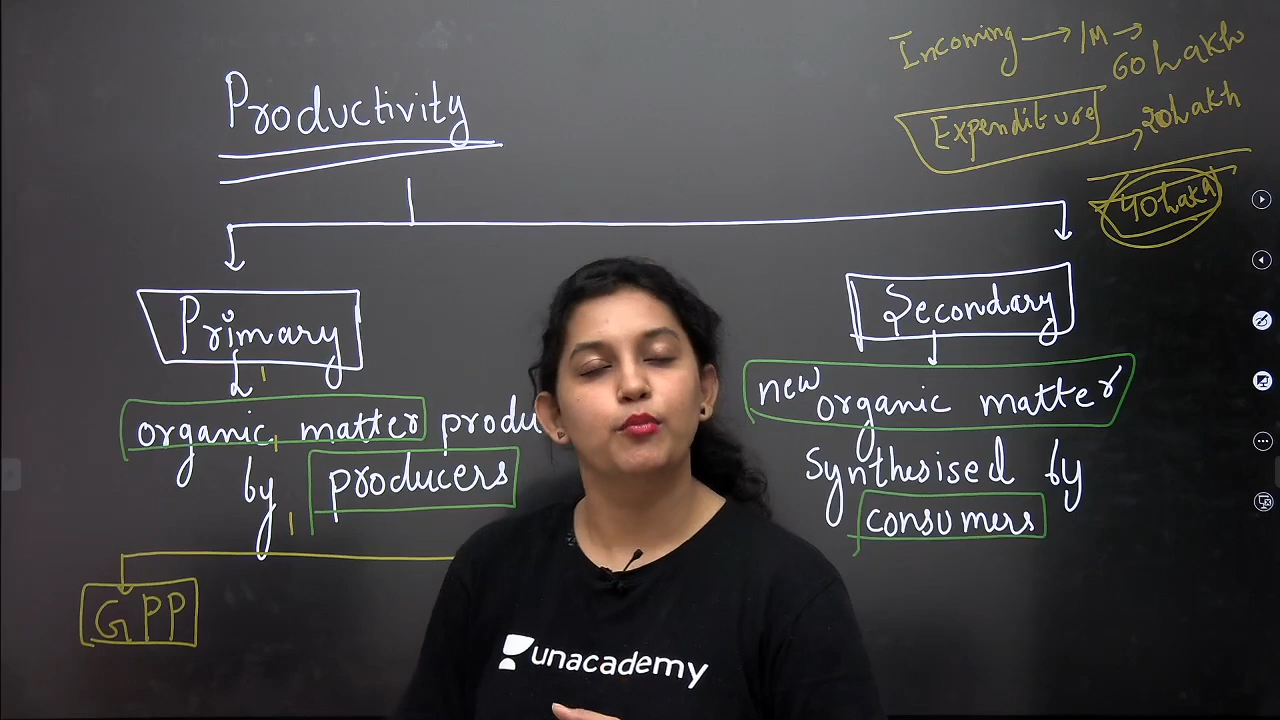 Incoming → /M →
60 Lakh
Expenditure → 20 Lakh
40 Lakh
Productivity
Primary
organic matter produ
by producers
GPP
Secondary
new organic matter
synthesised by
consumers
unacademy